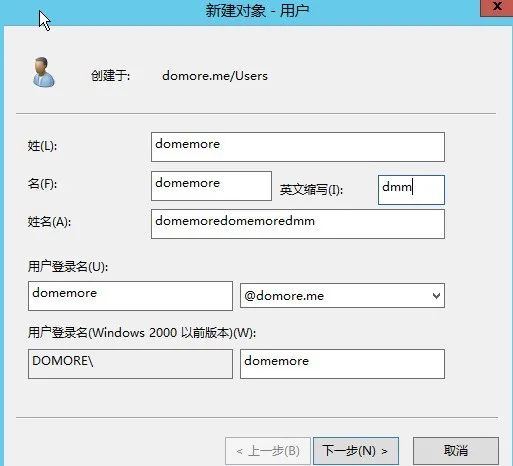 新建对象 - 用户
x
创建于: domore.me/Users
姓(L): domemore
名(F): domemore 英文缩写(I): dmm
姓名(A): domemoredomemoredmm
用户登录名(U):
domemore @domore.me
用户登录名(Windows 2000 以前版本)(W):
DOMORE\ domemore
< 上一步(B) 下一步(N) > 取消